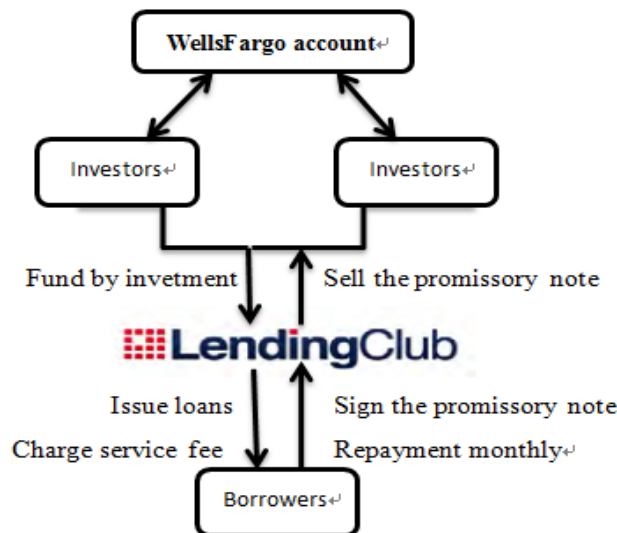 WellsFargo account↵
Investors↵ Investors↵
Fund by invetment Sell the promissory note
LendingClub
Issue loans Sign the promissory note
Charge service fee Repayment monthly↵
Borrowers↵